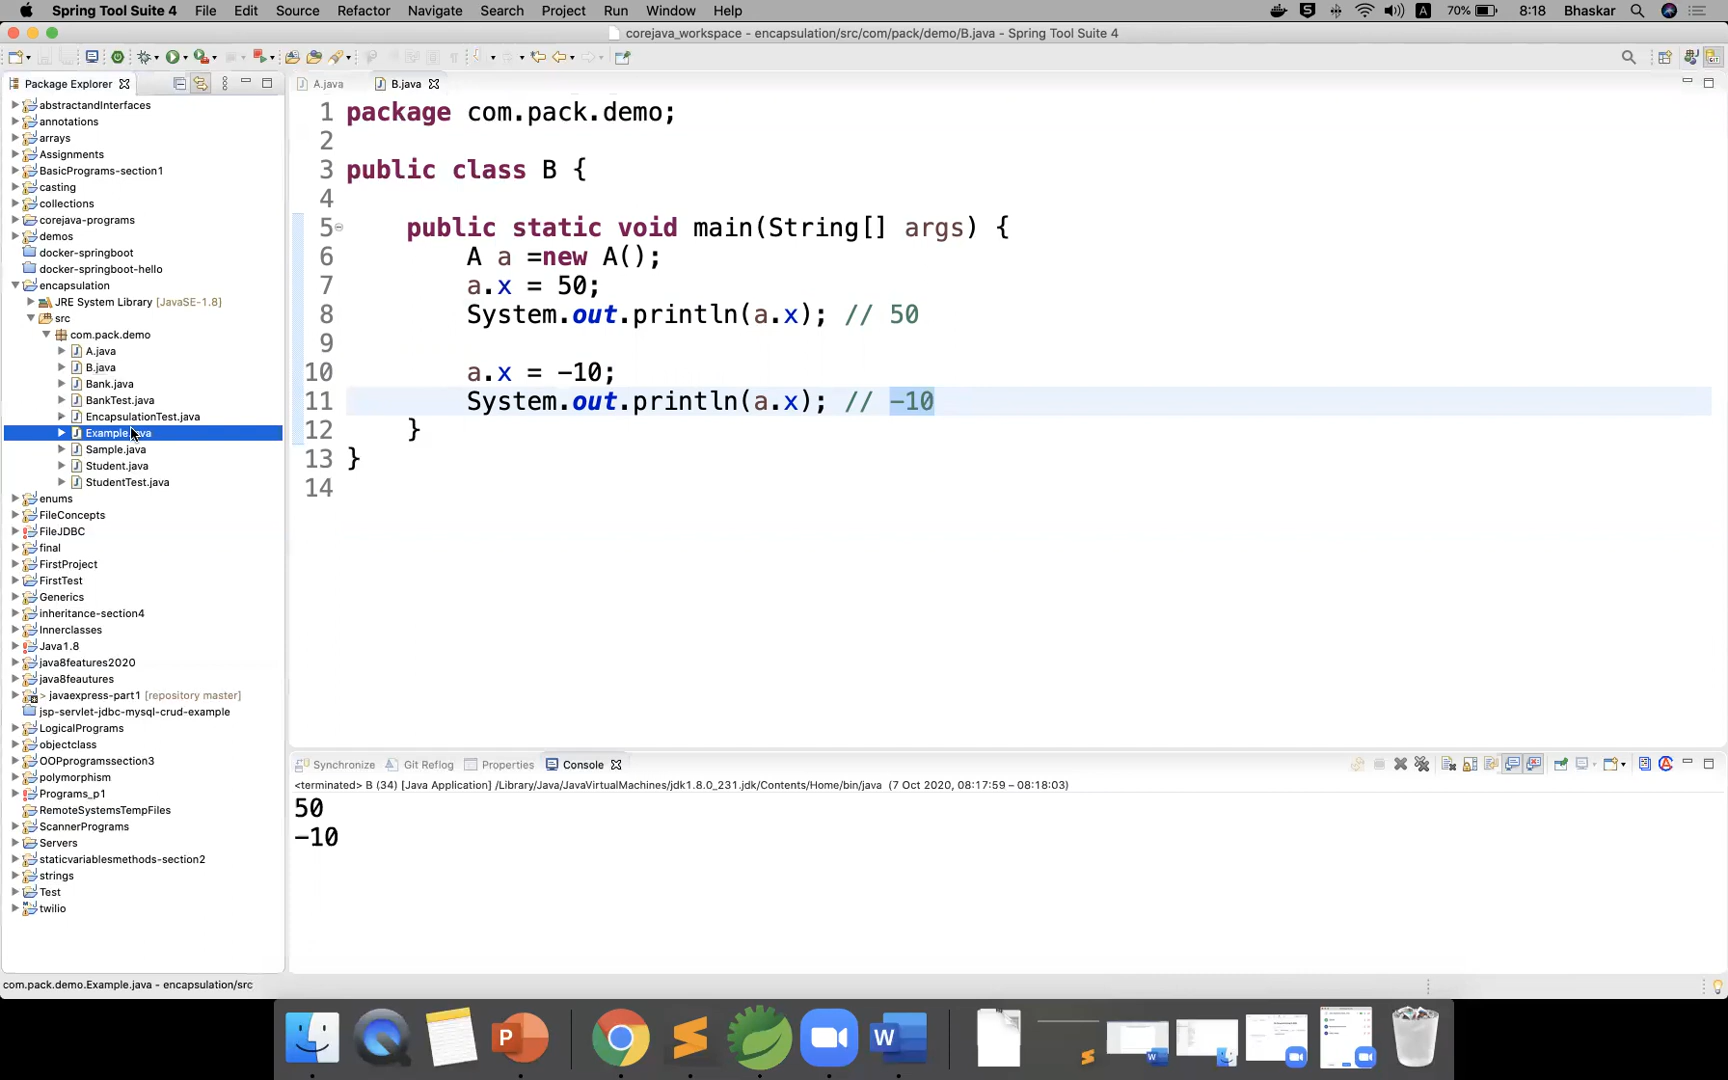 Spring Tool Suite 4 File Edit Source Refactor Navigate Search Project Run Window Help 70% 8:18 Bhaskar
corejava_workspace - encapsulation/src/com/pack/demo/B.java - Spring Tool Suite 4
Package Explorer
abstractandInterfaces
annotations
arrays
Assignments
BasicPrograms-section1
casting
collections
corejava-programs
demos
docker-springboot
docker-springboot-hello
encapsulation
JRE System Library [JavaSE-1.8]
src
com.pack.demo
A.java
B.java
Bank.java
BankTest.java
EncapsulationTest.java
Example.java
Sample.java
Student.java
StudentTest.java
enums
FileConcepts
FileJDBC
final
FirstProject
FirstTest
Generics
inheritance-section4
Innerclasses
Java1.8
java8features2020
java8feautures
> javaexpress-part1 [repository master]
jsp-servlet-jdbc-mysql-crud-example
LogicalPrograms
objectclass
OOPprogramssection3
polymorphism
Programs_p1
RemoteSystemsTempFiles
ScannerPrograms
Servers
staticvariablesmethods-section2
strings
Test
twilio
A.java B.java
1 package com.pack.demo;
2
3 public class B {
4
5 public static void main(String[] args) {
6 A a =new A();
7 a.x = 50;
8 System.out.println(a.x); // 50
9
10 a.x = -10;
11 System.out.println(a.x); // -10
12 }
13 }
14
Synchronize Git Reflog Properties Console
<terminated> B (34) [Java Application] /Library/Java/JavaVirtualMachines/jdk1.8.0_231.jdk/Contents/Home/bin/java (7 Oct 2020, 08:17:59 – 08:18:03)
50
-10
com.pack.demo.Example.java - encapsulation/src